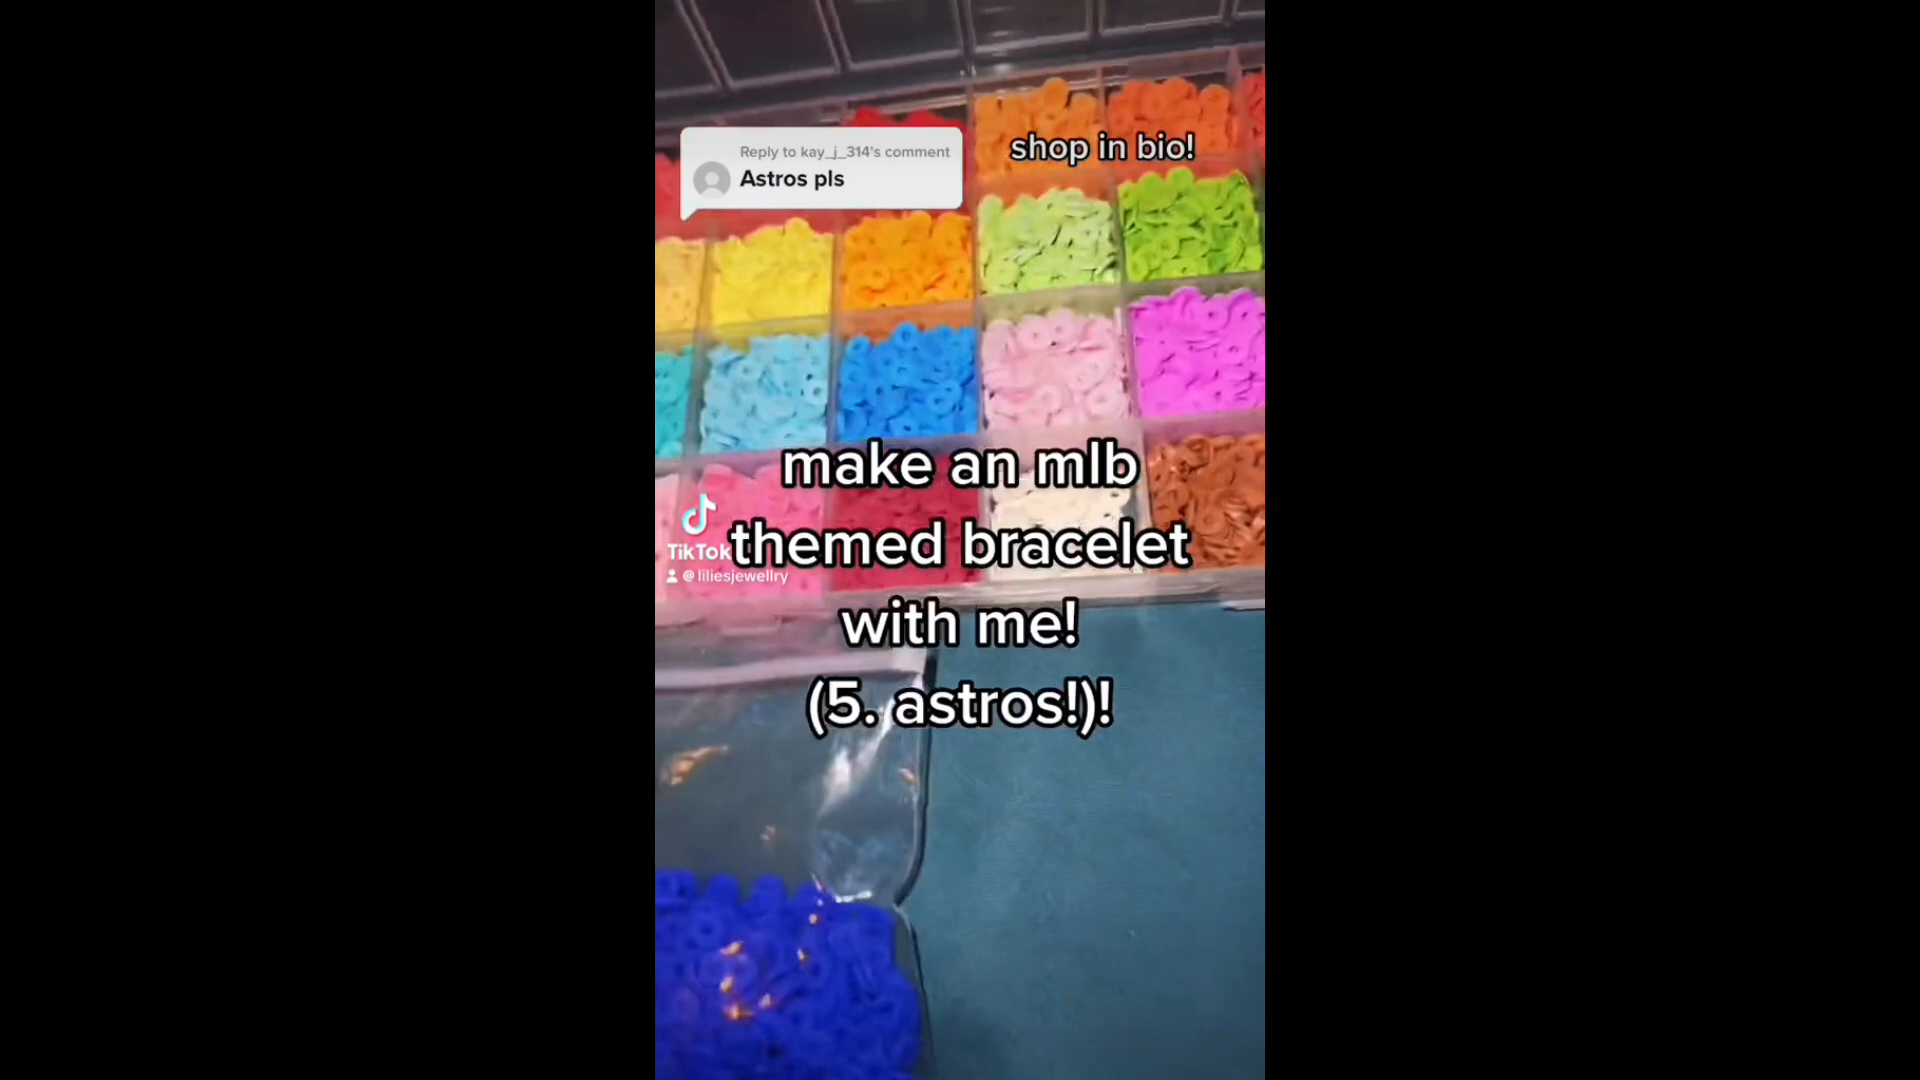 Reply to kay_j_314's comment
Astros pls
shop in bio!
make an mlb
themed bracelet
with me!
(5. astros!)!
TikTok
@liliesjewellry